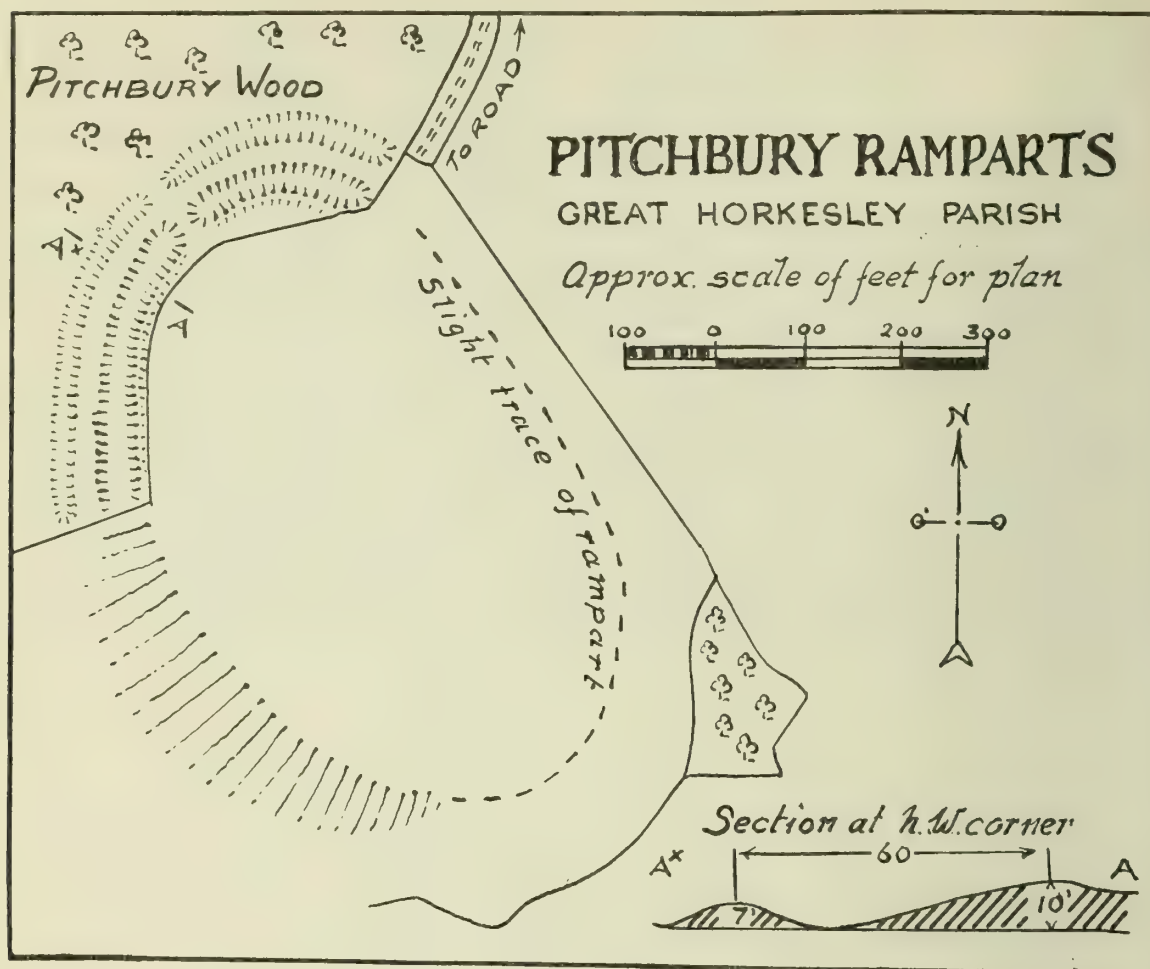 PITCHBURY WOOD
TO ROAD
PITCHBURY RAMPARTS
GREAT HORKESLEY PARISH
Approx. scale of feet for plan
100 0 100 200 300
A×
A
Slight trace of rampart
N
Section at N.W. corner
A× 60 A
7' 10'